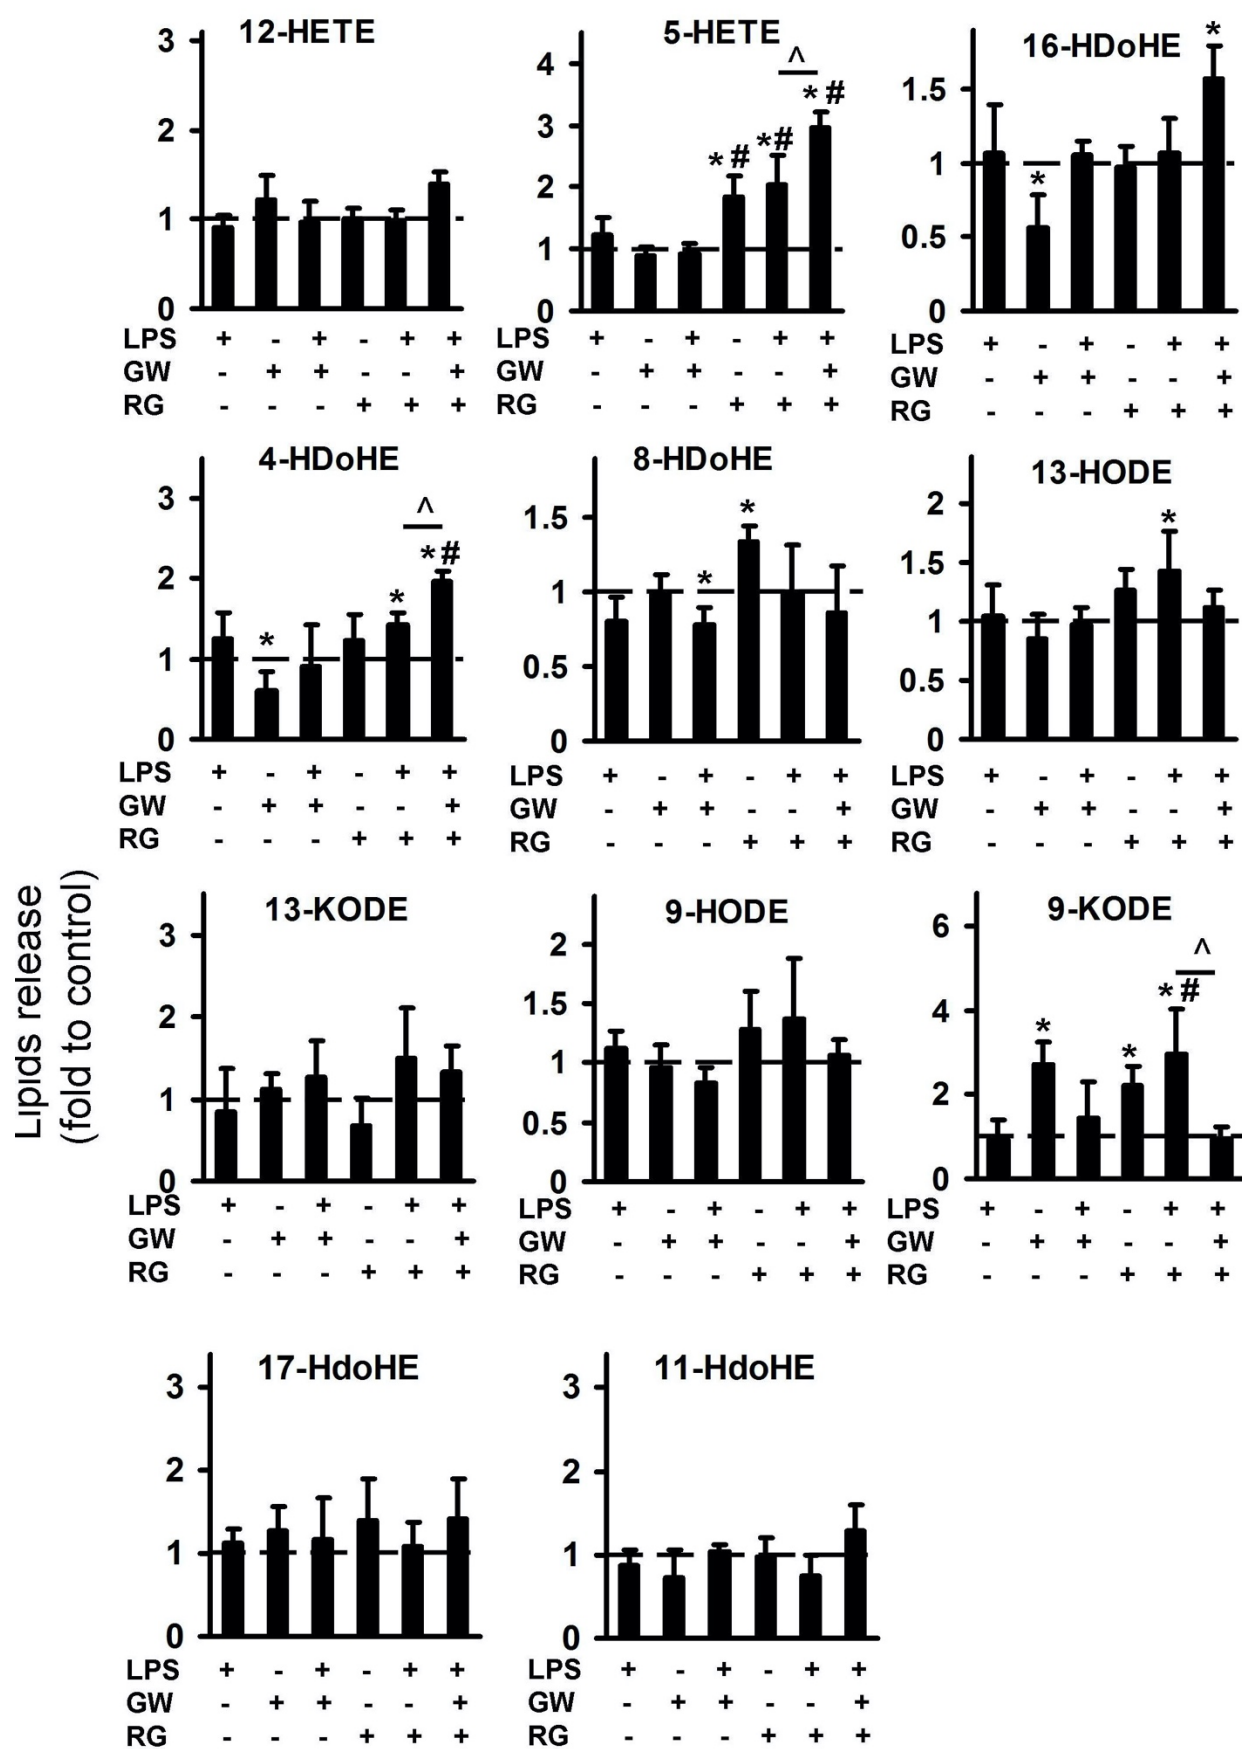 12-HETE
3
2
1
0
LPS + - + - + +
GW - + + - - +
RG - - - + + +
5-HETE
^
* # *# * #
4
3
2
1
0
LPS + - + - + +
GW - + + - - +
RG - - - + + +
16-HDoHE
* *
1.5
1
0.5
0
LPS + - + - + +
GW - + + - - +
RG - - - + + +
4-HDoHE
^
* * * #
3
2
1
0
LPS + - + - + +
GW - + + - - +
RG - - - + + +
8-HDoHE
* *
1.5
1
0.5
0
LPS + - + - + +
GW - + + - - +
RG - - - + + +
13-HODE
*
2
1.5
1
0.5
0
LPS + - + - + +
GW - + + - - +
RG - - - + + +
Lipids release
(fold to control)
13-KODE
3
2
1
0
LPS + - + - + +
GW - + + - - +
RG - - - + + +
9-HODE
2
1.5
1
0.5
0
LPS + - + - + +
GW - + + - - +
RG - - - + + +
9-KODE
^
* * * #
6
4
2
0
LPS + - + - + +
GW - + + - - +
RG - - - + + +
17-HdoHE
3
2
1
0
LPS + - + - + +
GW - + + - - +
RG - - - + + +
11-HdoHE
3
2
1
0
LPS + - + - + +
GW - + + - - +
RG - - - + + +